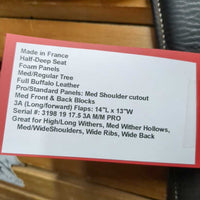 Made in France
Half-Deep Seat
Foam Panels
Med/Regular Tree
Full Buffalo Leather
Pro/Standard Panels: Med Shoulder cutout
Med Front & Back Blocks
3A (Long/forward) Flaps: 14"L x 13"W
Serial #: 3198 19 17.5 3A M/M PRO
Great for High/Long Withers, Med Wither Hollows,
Med/WideShoulders, Wide Ribs, Wide Back